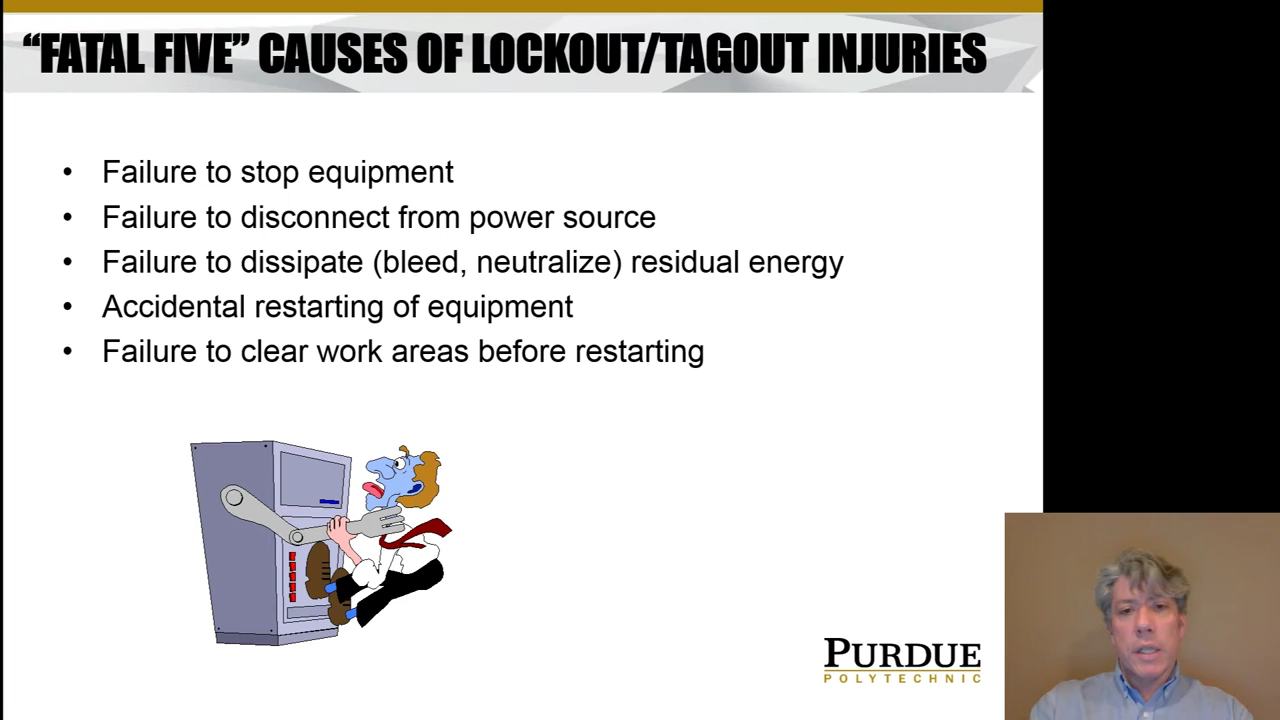 “FATAL FIVE” CAUSES OF LOCKOUT/TAGOUT INJURIES
• Failure to stop equipment
• Failure to disconnect from power source
• Failure to dissipate (bleed, neutralize) residual energy
• Accidental restarting of equipment
• Failure to clear work areas before restarting
PURDUE
POLYTECHNIC